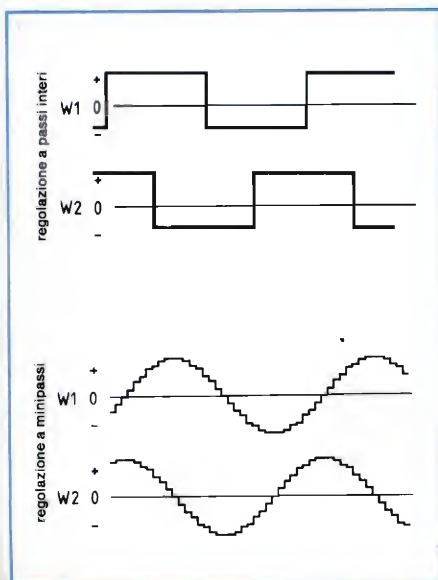 regolazione a passi interi
+
W1 0
−
+
W2 0
−
regolazione a minipassi
+
W1 0
−
+
W2 0
−